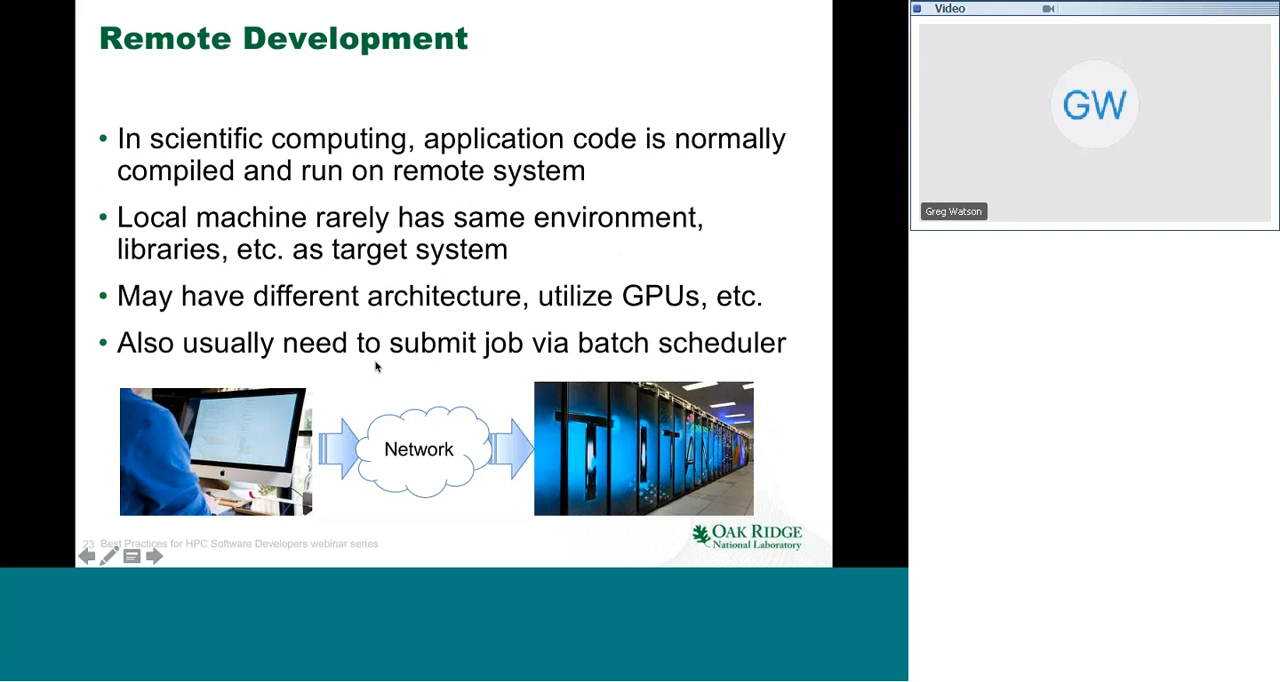 Remote Development
• In scientific computing, application code is normally
compiled and run on remote system
• Local machine rarely has same environment,
libraries, etc. as target system
• May have different architecture, utilize GPUs, etc.
• Also usually need to submit job via batch scheduler
Network
TITAN
23 Best Practices for HPC Software Developers webinar series
OAK RIDGE
National Laboratory
Video
GW
Greg Watson